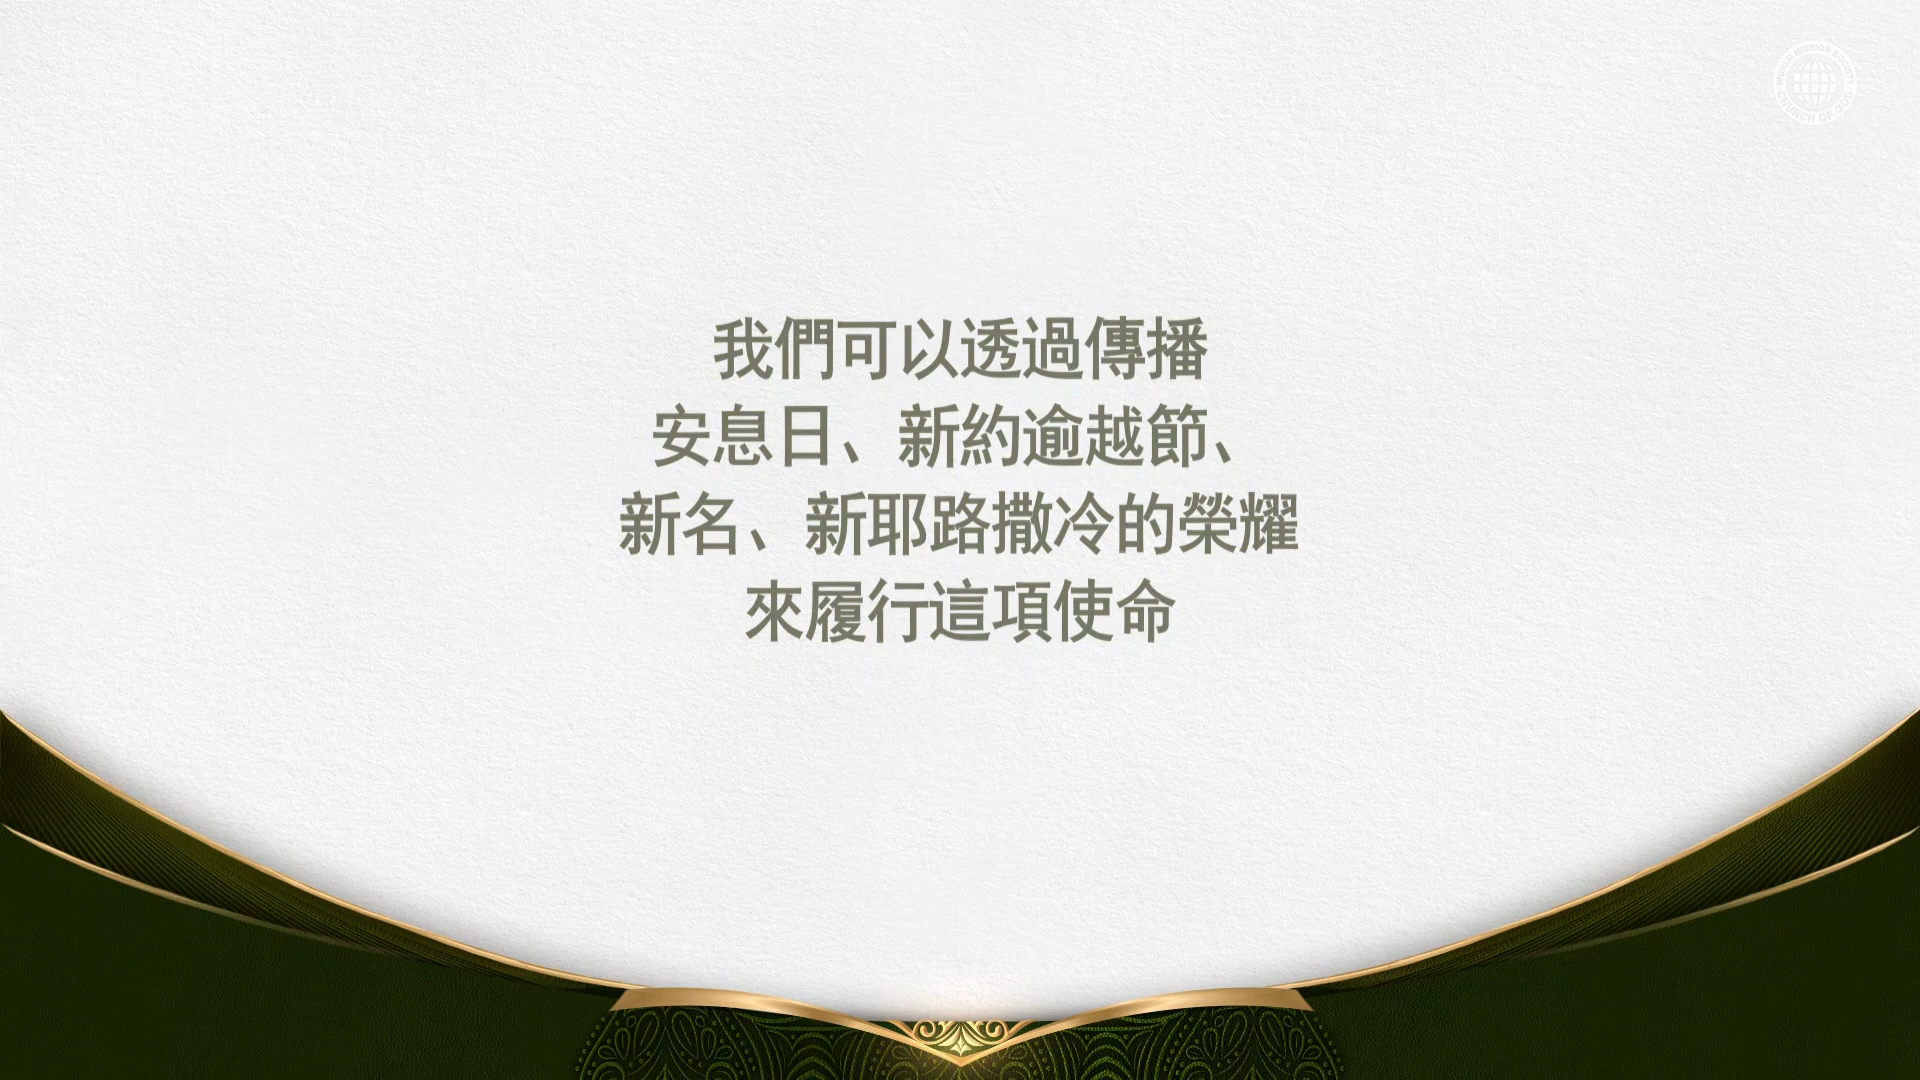 我們可以透過傳播
安息日、新約逾越節、
新名、新耶路撒冷的榮耀
來履行這項使命